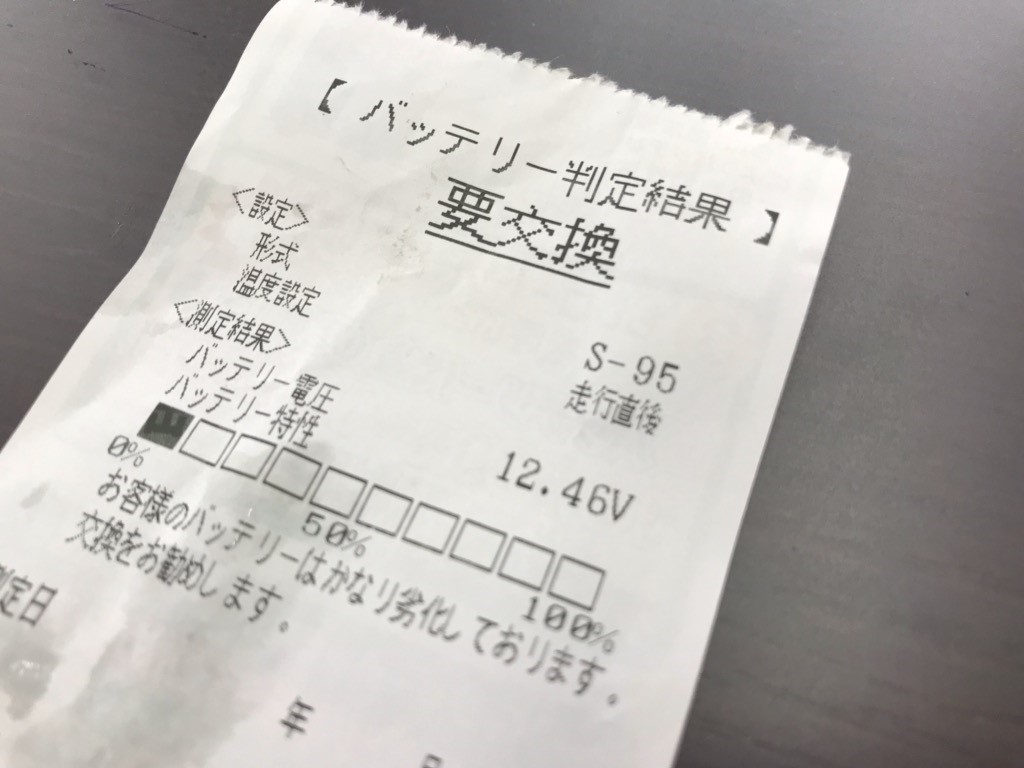 【 バッテリー判定結果 】
要交換
<設定>
形式 S-95
温度設定 走行直後
<測定結果>
バッテリー電圧 12.46V
バッテリー特性
0% 50% 100%
お客様のバッテリーはかなり劣化しております。
交換をお勧めします。
定日
年